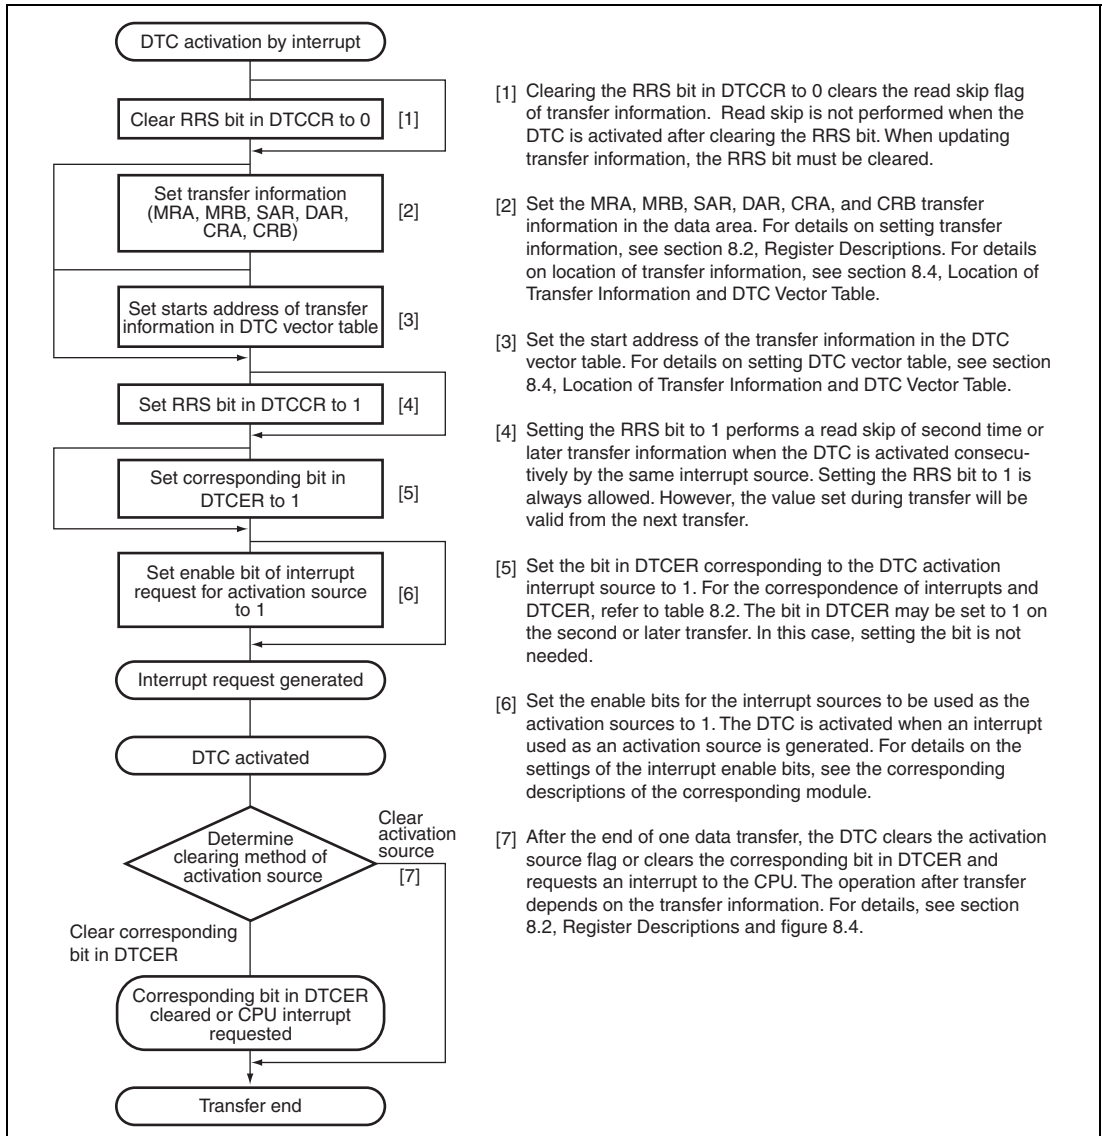 DTC activation by interrupt
Clear RRS bit in DTCCR to 0
[1]
Set transfer information
(MRA, MRB, SAR, DAR,
CRA, CRB)
[2]
Set starts address of transfer
information in DTC vector table
[3]
Set RRS bit in DTCCR to 1
[4]
Set corresponding bit in
DTCER to 1
[5]
Set enable bit of interrupt
request for activation source
to 1
[6]
Interrupt request generated
DTC activated
Determine
clearing method of
activation source
Clear
activation
source
[7]
Clear corresponding
bit in DTCER
Corresponding bit in DTCER
cleared or CPU interrupt
requested
Transfer end
[1] Clearing the RRS bit in DTCCR to 0 clears the read skip flag
of transfer information. Read skip is not performed when the
DTC is activated after clearing the RRS bit. When updating
transfer information, the RRS bit must be cleared.
[2] Set the MRA, MRB, SAR, DAR, CRA, and CRB transfer
information in the data area. For details on setting transfer
information, see section 8.2, Register Descriptions. For details
on location of transfer information, see section 8.4, Location of
Transfer Information and DTC Vector Table.
[3] Set the start address of the transfer information in the DTC
vector table. For details on setting DTC vector table, see section
8.4, Location of Transfer Information and DTC Vector Table.
[4] Setting the RRS bit to 1 performs a read skip of second time or
later transfer information when the DTC is activated consecu-
tively by the same interrupt source. Setting the RRS bit to 1 is
always allowed. However, the value set during transfer will be
valid from the next transfer.
[5] Set the bit in DTCER corresponding to the DTC activation
interrupt source to 1. For the correspondence of interrupts and
DTCER, refer to table 8.2. The bit in DTCER may be set to 1 on
the second or later transfer. In this case, setting the bit is not
needed.
[6] Set the enable bits for the interrupt sources to be used as the
activation sources to 1. The DTC is activated when an interrupt
used as an activation source is generated. For details on the
settings of the interrupt enable bits, see the corresponding
descriptions of the corresponding module.
[7] After the end of one data transfer, the DTC clears the activation
source flag or clears the corresponding bit in DTCER and
requests an interrupt to the CPU. The operation after transfer
depends on the transfer information. For details, see section
8.2, Register Descriptions and figure 8.4.